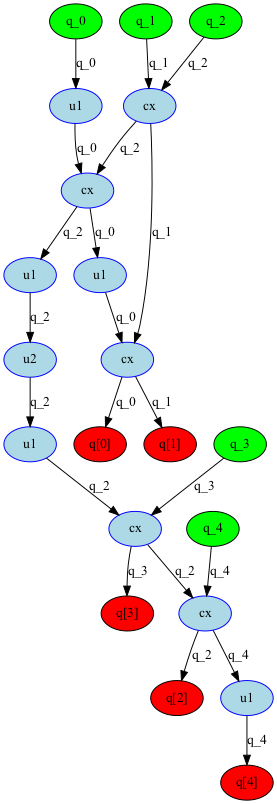 q_0 q_1 q_2
q_0 q_1 q_2
u1 cx
q_0 q_2
cx
q_2 q_0 q_1
u1 u1
q_2 q_0
u2 cx
q_2 q_0 q_1
u1 q[0] q[1] q_3
q_2 q_3
cx q_4
q_3 q_2 q_4
q[3] cx
q_2 q_4
q[2] u1
q_4
q[4]